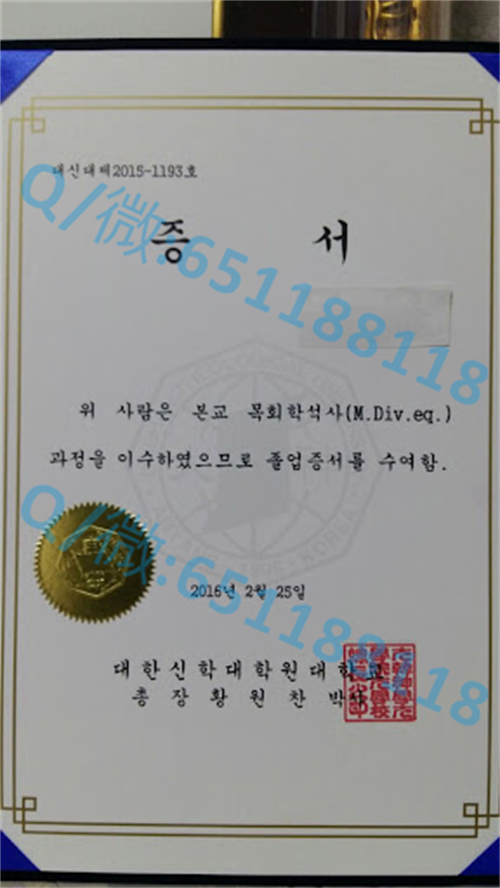 대신대제2015-1193호
Q/微:651188118
증 서
위 사람은 본교 목회학석사(M.Div.eq.)
과정을 이수하였으므로 졸업증서를 수여함.
Q/微:651188118
2016년 2월 25일
대한신학대학원대학교
총장황원찬 박사